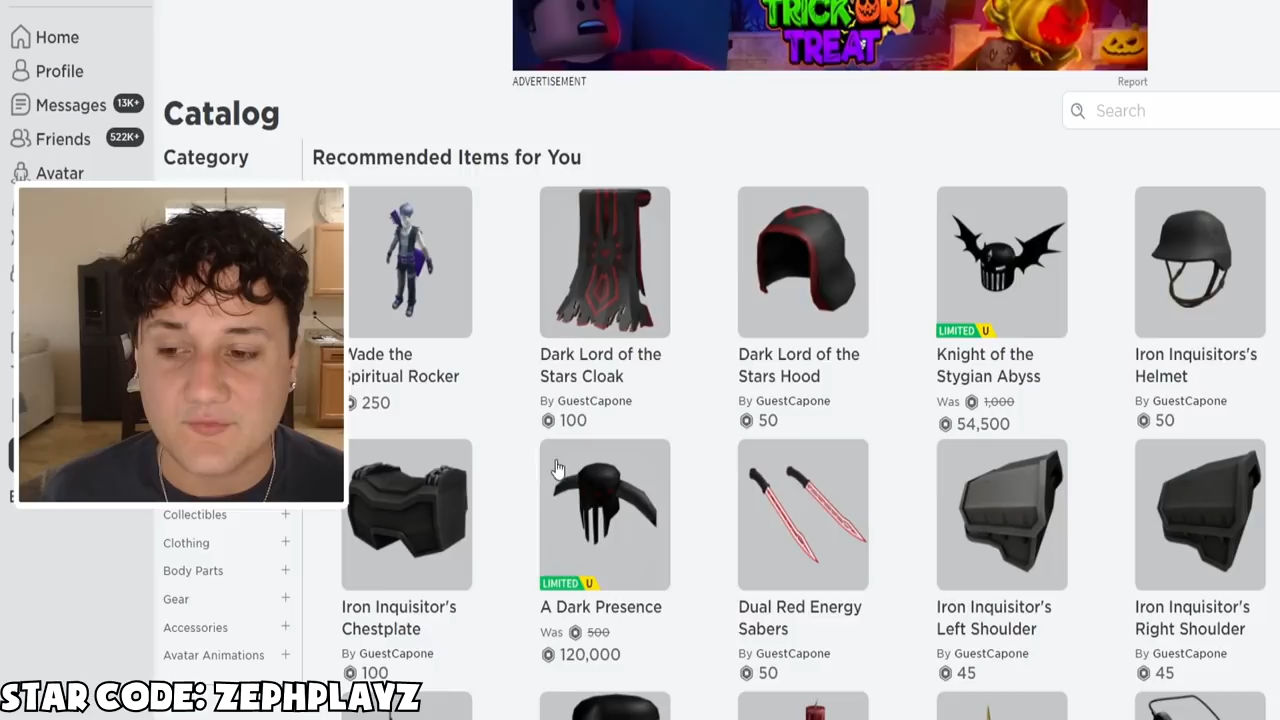 TRICK OR
TREAT
ADVERTISEMENT
Report
Home
Profile
Messages 13K+
Friends 522K+
Avatar
Catalog
Search
Category
Recommended Items for You
Wade the
Spiritual Rocker
250
Dark Lord of the
Stars Cloak
By GuestCapone
100
Dark Lord of the
Stars Hood
By GuestCapone
50
LIMITED U
Knight of the
Stygian Abyss
Was 1,000
54,500
Iron Inquisitors's
Helmet
By GuestCapone
50
Collectibles +
Clothing +
Body Parts +
Gear +
Accessories +
Avatar Animations +
Iron Inquisitor's
Chestplate
By GuestCapone
100
LIMITED U
A Dark Presence
Was 500
120,000
Dual Red Energy
Sabers
By GuestCapone
50
Iron Inquisitor's
Left Shoulder
By GuestCapone
45
Iron Inquisitor's
Right Shoulder
By GuestCapone
45
STAR CODE: ZEPHPLAYZ